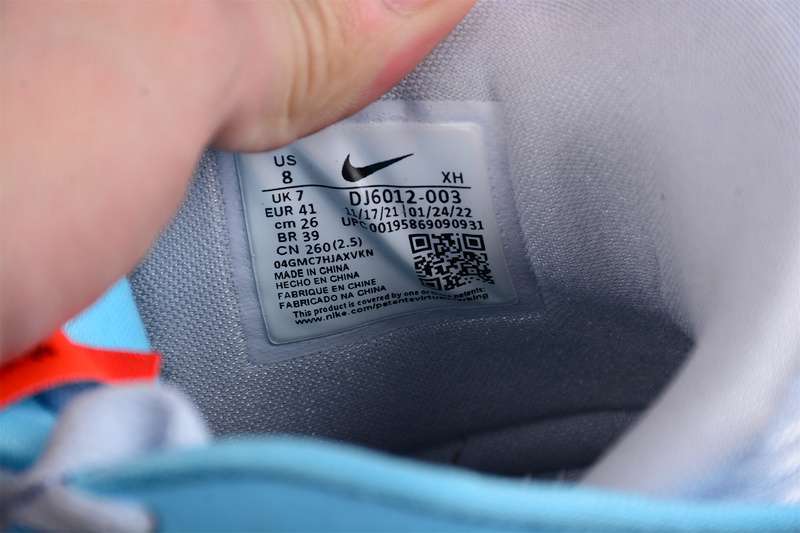 US
8
XH
UK 7
DJ6012-003
EUR 41
11/17/21 01/24/22
cm 26
UPC 00195869090931
BR 39
CN 260(2.5)
04GMC7HJAXVKN
MADE IN CHINA
HECHO EN CHINA
FABRIQUE EN CHINE
FABRICADO NA CHINA
This product is covered by one or more patents:
www.nike.com/patents